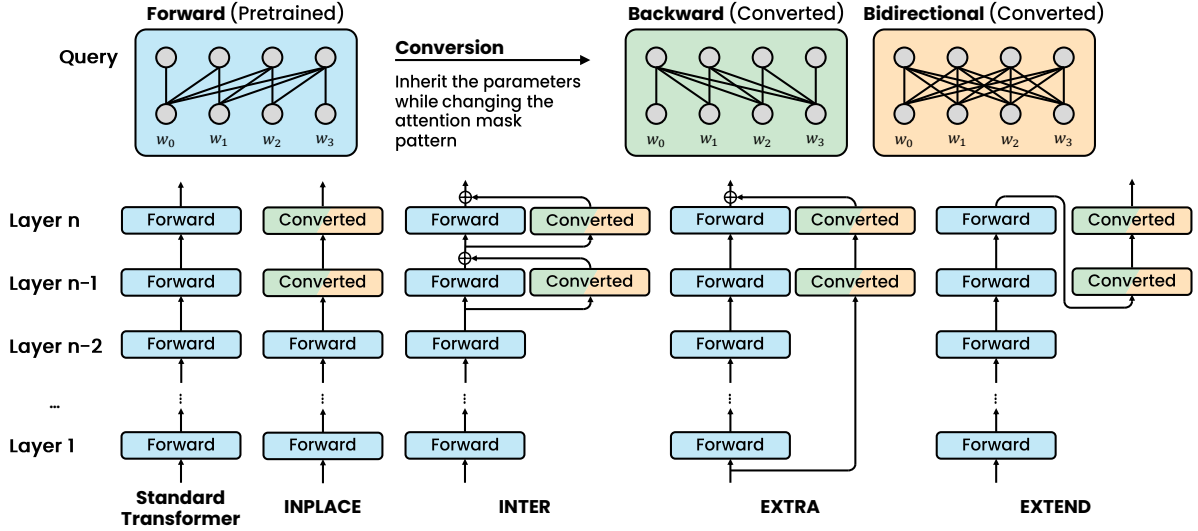 Forward (Pretrained)
Backward (Converted)
Bidirectional (Converted)
Query
w0 w1 w2 w3
Conversion
Inherit the parameters
while changing the
attention mask
pattern
w0 w1 w2 w3
w0 w1 w2 w3
Layer n
Forward
Converted
Forward
Converted
Forward
Converted
Forward
Converted
Layer n-1
Forward
Converted
Forward
Converted
Forward
Converted
Forward
Converted
Layer n-2
Forward
Forward
Forward
Forward
Forward
...
Layer 1
Forward
Forward
Forward
Forward
Forward
Standard
Transformer
INPLACE
INTER
EXTRA
EXTEND